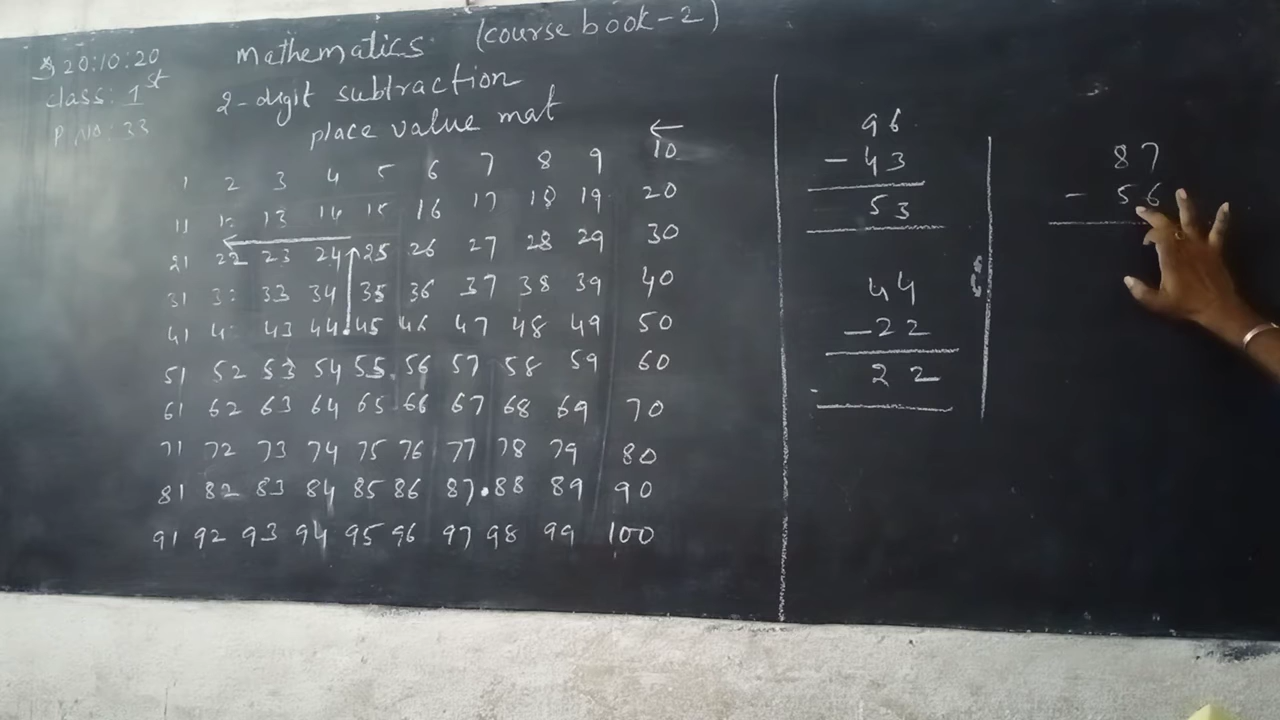 20:10:20
class: 1st
P. No: 33
Mathematics (course book-2)
2-digit subtraction
place value mat
←
1 2 3 4 5 6 7 8 9 10
11 12 13 14 15 16 17 18 19 20
21 22 23 24 25 26 27 28 29 30
31 3 33 34 35 36 37 38 39 40
41 4 43 44 45 46 47 48 49 50
51 52 53 54 55 56 57 58 59 60
61 62 63 64 65 66 67 68 69 70
71 72 73 74 75 76 77 78 79 80
81 82 83 84 85 86 87 88 89 90
91 92 93 94 95 96 97 98 99 100
96
- 43
53
44
- 22
22
87
- 56